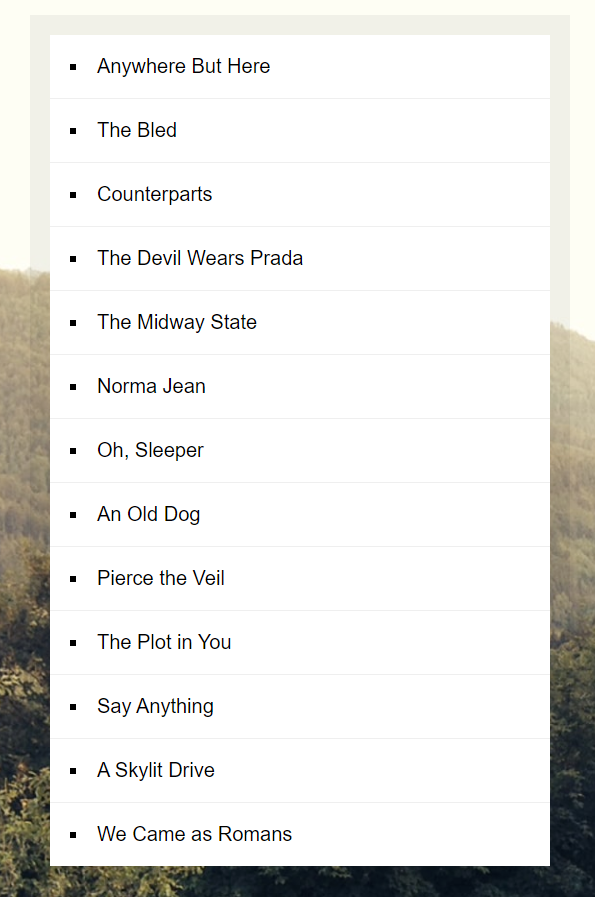 Anywhere But Here
The Bled
Counterparts
The Devil Wears Prada
The Midway State
Norma Jean
Oh, Sleeper
An Old Dog
Pierce the Veil
The Plot in You
Say Anything
A Skylit Drive
We Came as Romans